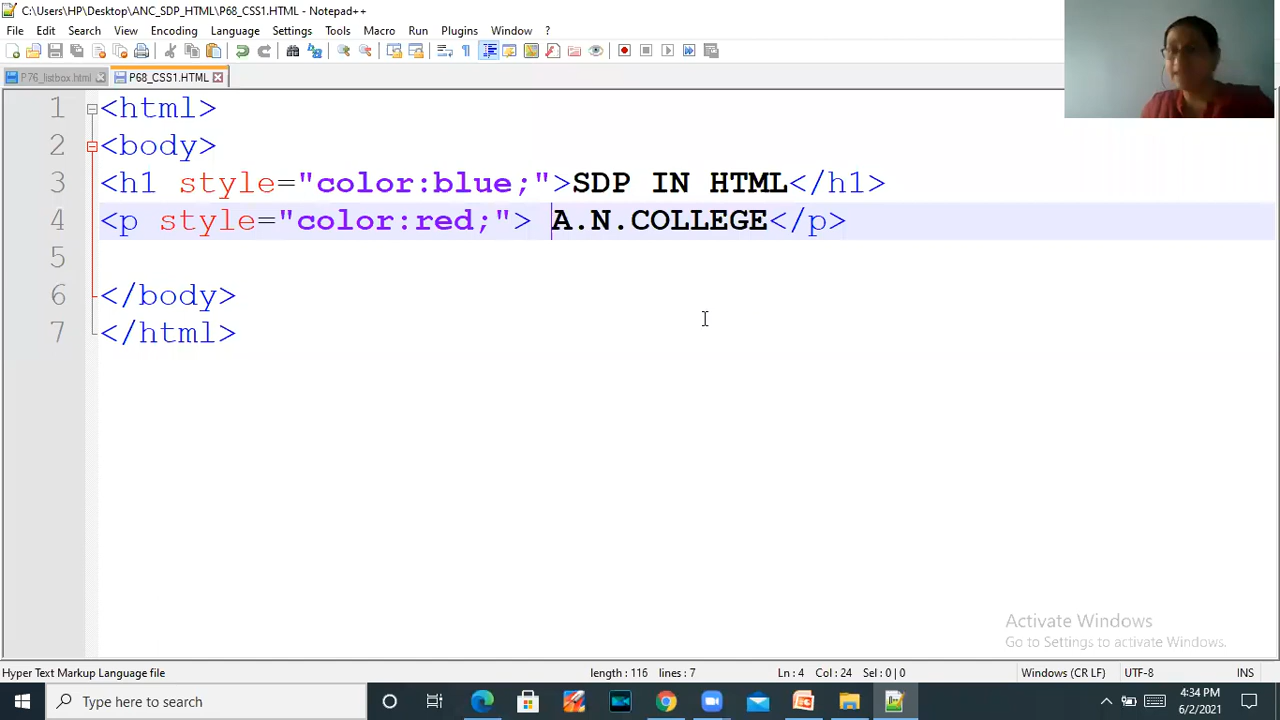 C:\Users\HP\Desktop\ANC_SDP_HTML\P68_CSS1.HTML - Notepad++
File Edit Search View Encoding Language Settings Tools Macro Run Plugins Window ?
P76_listbox.html P68_CSS1.HTML
1 <html>
2 <body>
3 <h1 style="color:blue;">SDP IN HTML</h1>
4 <p style="color:red;"> A.N.COLLEGE</p>
5
6 </body>
7 </html>
Activate Windows
Go to Settings to activate Windows.
Hyper Text Markup Language file length : 116 lines : 7 Ln : 4 Col : 24 Sel : 0 | 0 Windows (CR LF) UTF-8 INS
Type here to search
4:34 PM
6/2/2021